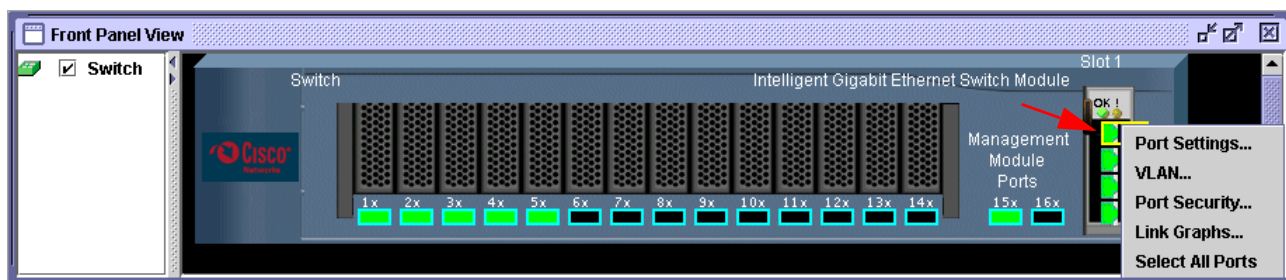 Front Panel View
Switch
Slot 1
Switch
Intelligent Gigabit Ethernet Switch Module
OK !
CISCO
Networks
Management
Module
Ports
1x 2x 3x 4x 5x 6x 7x 8x 9x 10x 11x 12x 13x 14x
15x 16x
Port Settings...
VLAN...
Port Security...
Link Graphs...
Select All Ports